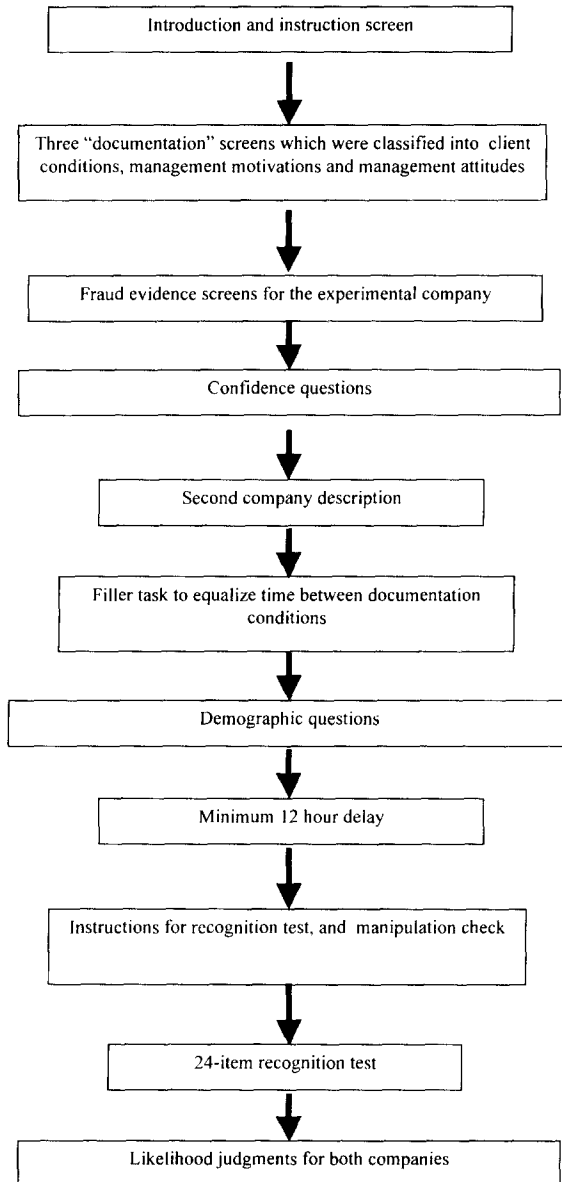 Introduction and instruction screen
Three “documentation” screens which were classified into client
conditions, management motivations and management attitudes
Fraud evidence screens for the experimental company
Confidence questions
Second company description
Filler task to equalize time between documentation
conditions
Demographic questions
Minimum 12 hour delay
Instructions for recognition test, and manipulation check
24-item recognition test
Likelihood judgments for both companies